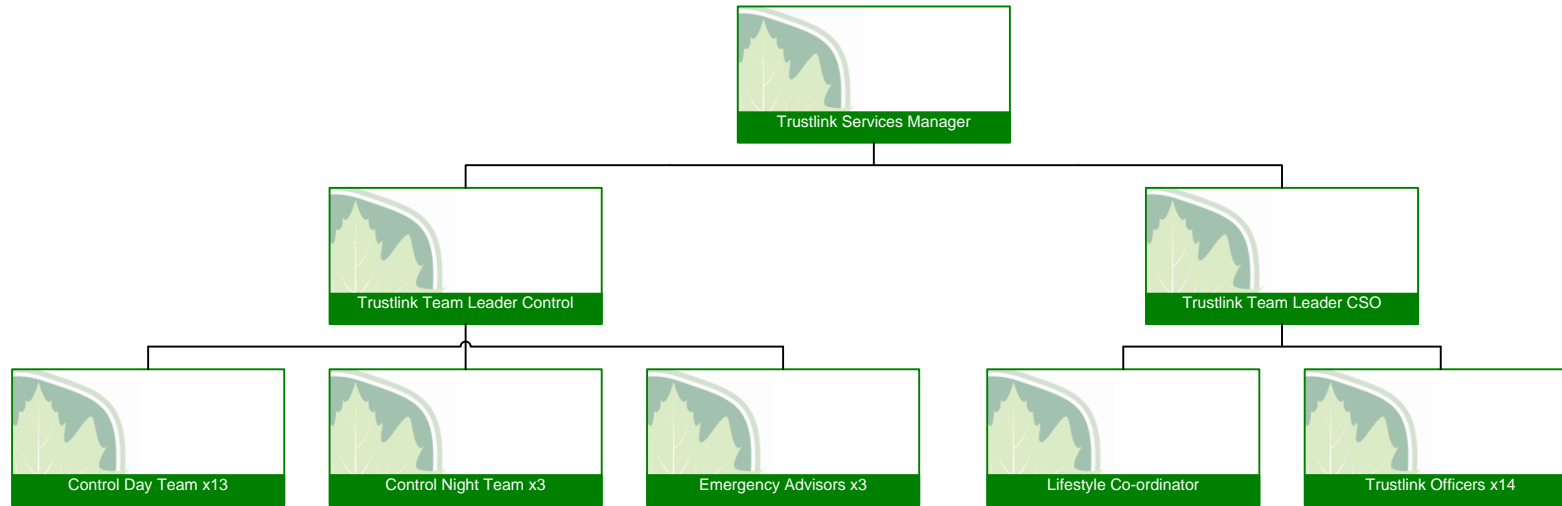 Trustlink Services Manager
Trustlink Team Leader Control
Trustlink Team Leader CSO
Control Day Team x13
Control Night Team x3
Emergency Advisors x3
Lifestyle Co-ordinator
Trustlink Officers x14